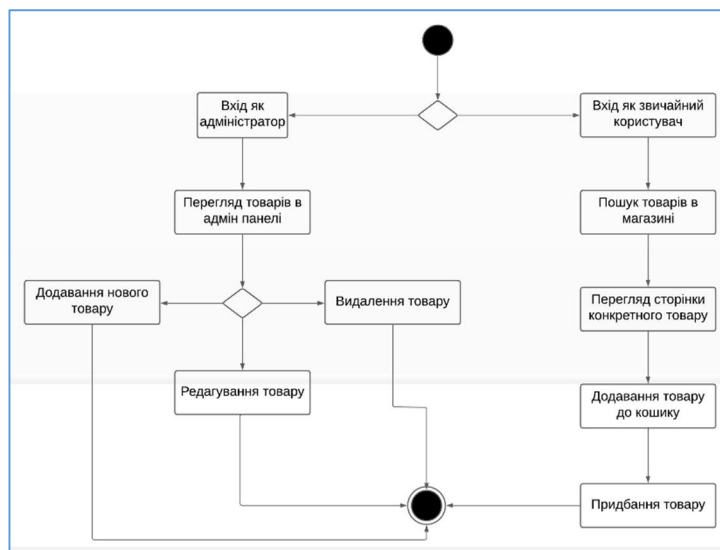 Вхід як
адміністратор
Вхід як звичайний
користувач
Перегляд товарів в
адмін панелі
Пошук товарів в
магазині
Додавання нового
товару
Видалення товару
Перегляд сторінки
конкретного товару
Редагування товару
Додавання товару
до кошику
Придбання товару